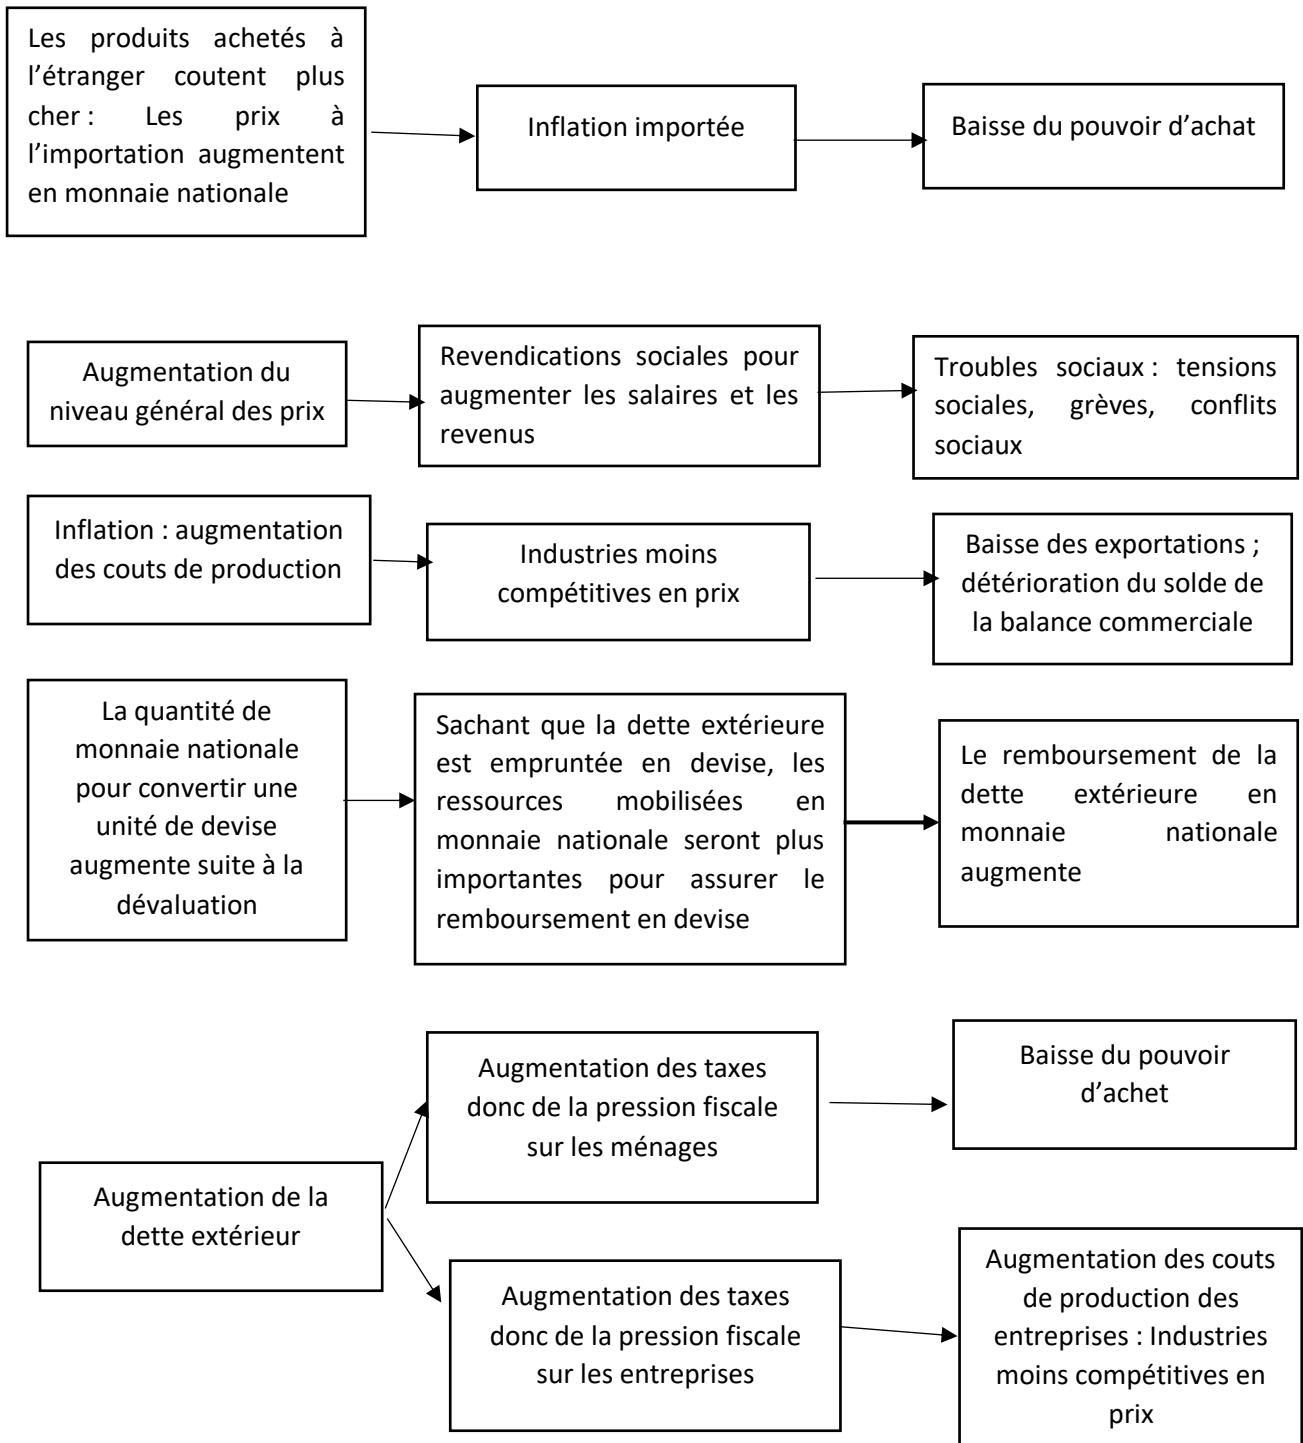 Les produits achetés à
l’étranger coutent plus
cher : Les prix à
l’importation augmentent
en monnaie nationale
Inflation importée
Baisse du pouvoir d’achat
Augmentation du
niveau général des prix
Revendications sociales pour
augmenter les salaires et les
revenus
Troubles sociaux : tensions
sociales, grèves, conflits
sociaux
Inflation : augmentation
des couts de production
Industries moins
compétitives en prix
Baisse des exportations ;
détérioration du solde de
la balance commerciale
La quantité de
monnaie nationale
pour convertir une
unité de devise
augmente suite à la
dévaluation
Sachant que la dette extérieure
est empruntée en devise, les
ressources mobilisées en
monnaie nationale seront plus
importantes pour assurer le
remboursement en devise
Le remboursement de la
dette extérieure en
monnaie nationale
augmente
Augmentation de la
dette extérieur
Augmentation des taxes
donc de la pression fiscale
sur les ménages
Baisse du pouvoir
d’achet
Augmentation des taxes
donc de la pression fiscale
sur les entreprises
Augmentation des couts
de production des
entreprises : Industries
moins compétitives en
prix